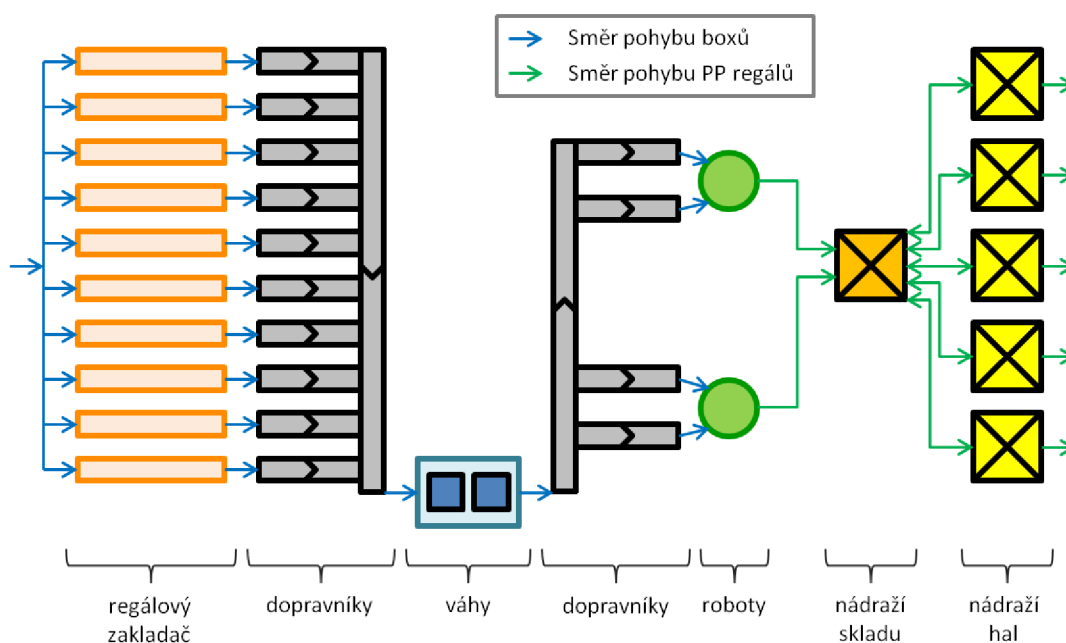 Směr pohybu boxů
Směr pohybu PP regálů
regálový
zakladač
dopravníky
váhy
dopravníky
roboty
nádraží
skladu
nádraží
hal